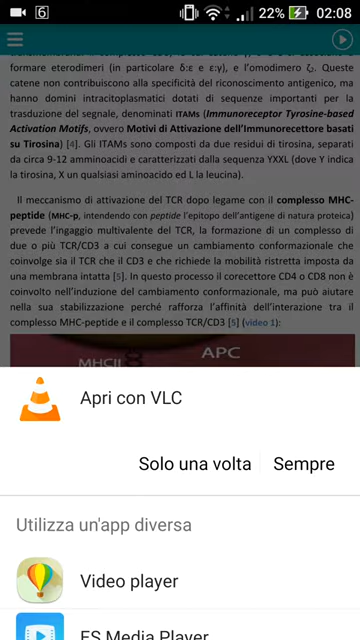 6 22% 02:08
formare eterodimeri (in particolare δ:ε e ε:γ), e l'omodimero ζ₂. Queste
catene non contribuiscono alla specificità del riconoscimento antigenico, ma
hanno domini intracitoplasmatici dotati di sequenze importanti per la
trasduzione del segnale, denominati ITAMs (Immunoreceptor Tyrosine-based
Activation Motifs, ovvero Motivi di Attivazione dell'Immunorecettore basati
su Tirosina) [4]. Gli ITAMs sono composti da due residui di tirosina, separati
da circa 9-12 amminoacidi e caratterizzati dalla sequenza YXXL (dove Y indica
la tirosina, X un qualsiasi aminoacido ed L la leucina).
Il meccanismo di attivazione del TCR dopo legame con il complesso MHC-
peptide (MHC-p, intendendo con peptide l'epitopo dell'antigene di natura proteica)
prevede l'ingaggio multivalente del TCR, la formazione di un complesso di
due o più TCR/CD3 a cui consegue un cambiamento conformazionale che
coinvolge sia il TCR che il CD3 e che richiede la mobilità ristretta imposta da
una membrana intatta [5]. In questo processo il corecettore CD4 o CD8 non è
coinvolto nell'induzione del cambiamento conformazionale, ma può aiutare
nella sua stabilizzazione perché rafforza l'affinità dell'interazione tra il
complesso MHC-peptide e il complesso TCR/CD3 [5] (video 1):
MHCII APC
Apri con VLC
Solo una volta Sempre
Utilizza un'app diversa
Video player
ES Media Player